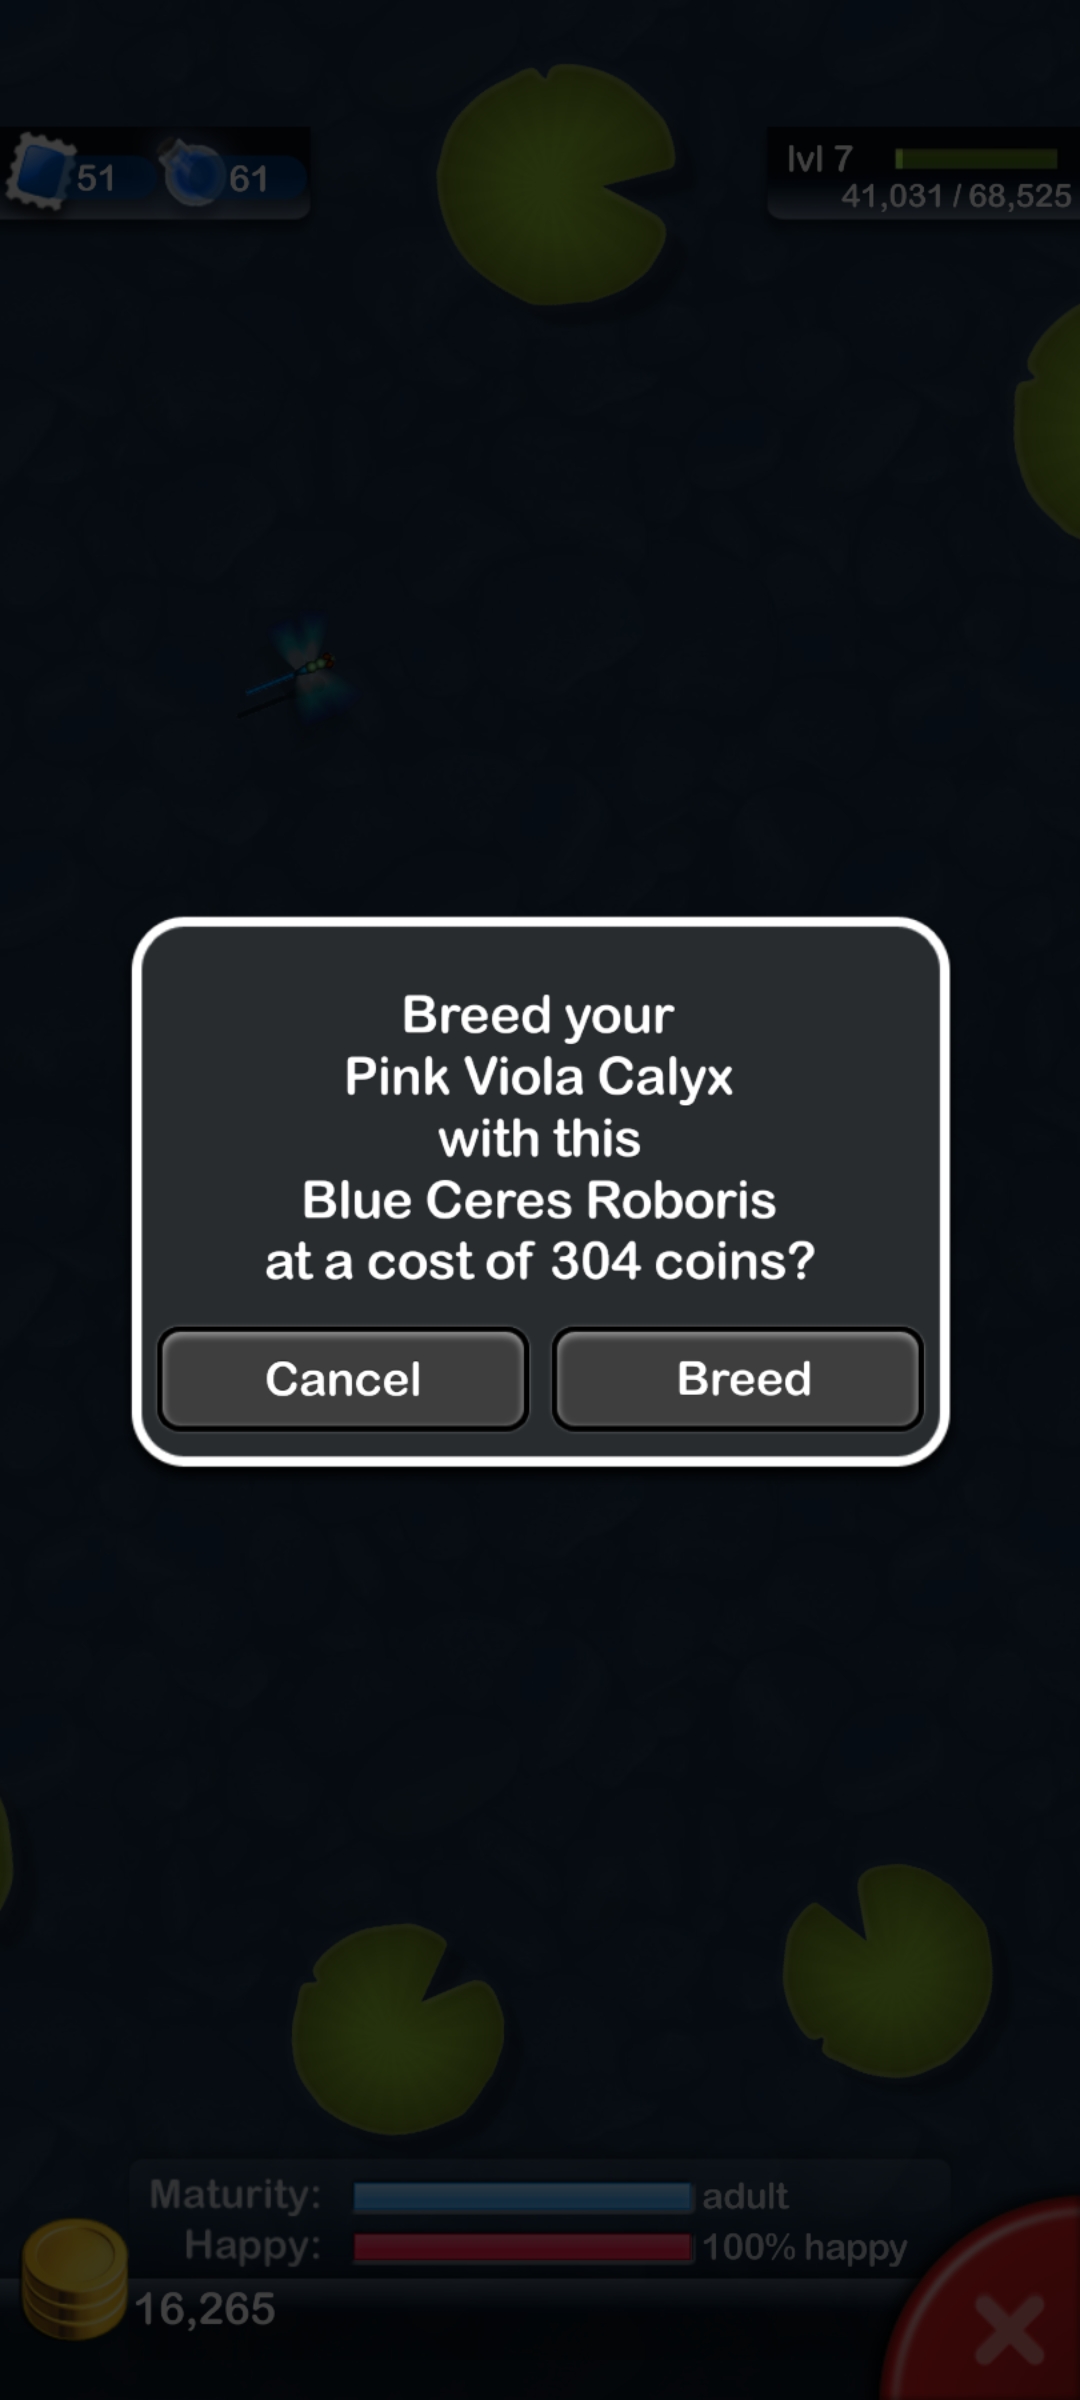 51
61
lvl 7
41,031 / 68,525
Breed your
Pink Viola Calyx
with this
Blue Ceres Roboris
at a cost of 304 coins?
Cancel
Breed
Maturity: adult
Happy: 100% happy
16,265